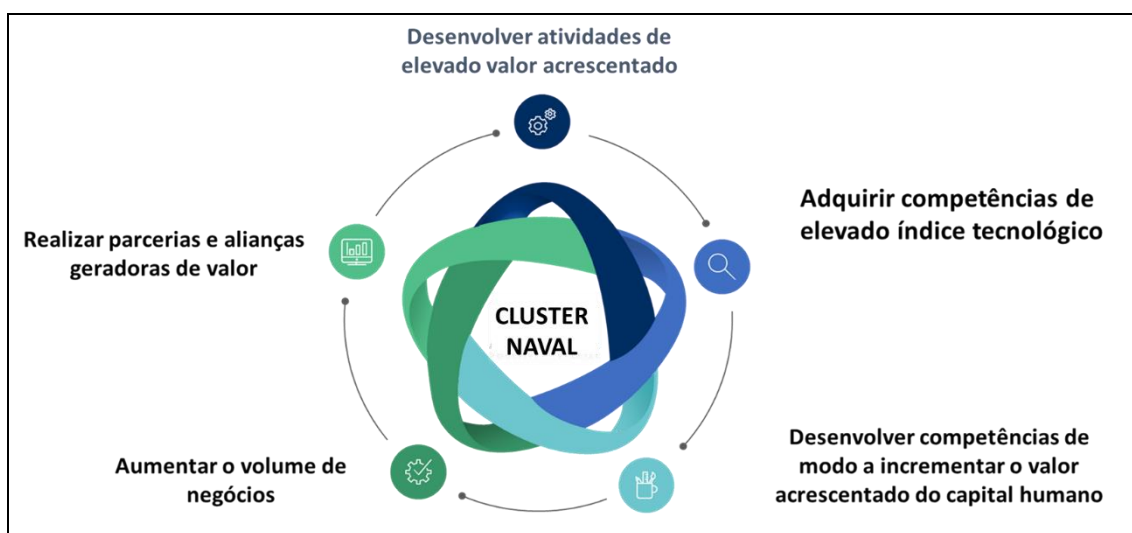 Desenvolver atividades de
elevado valor acrescentado
Adquirir competências de
elevado índice tecnológico
Realizar parcerias e alianças
geradoras de valor
CLUSTER
NAVAL
Desenvolver competências de
modo a incrementar o valor
acrescentado do capital humano
Aumentar o volume de
negócios